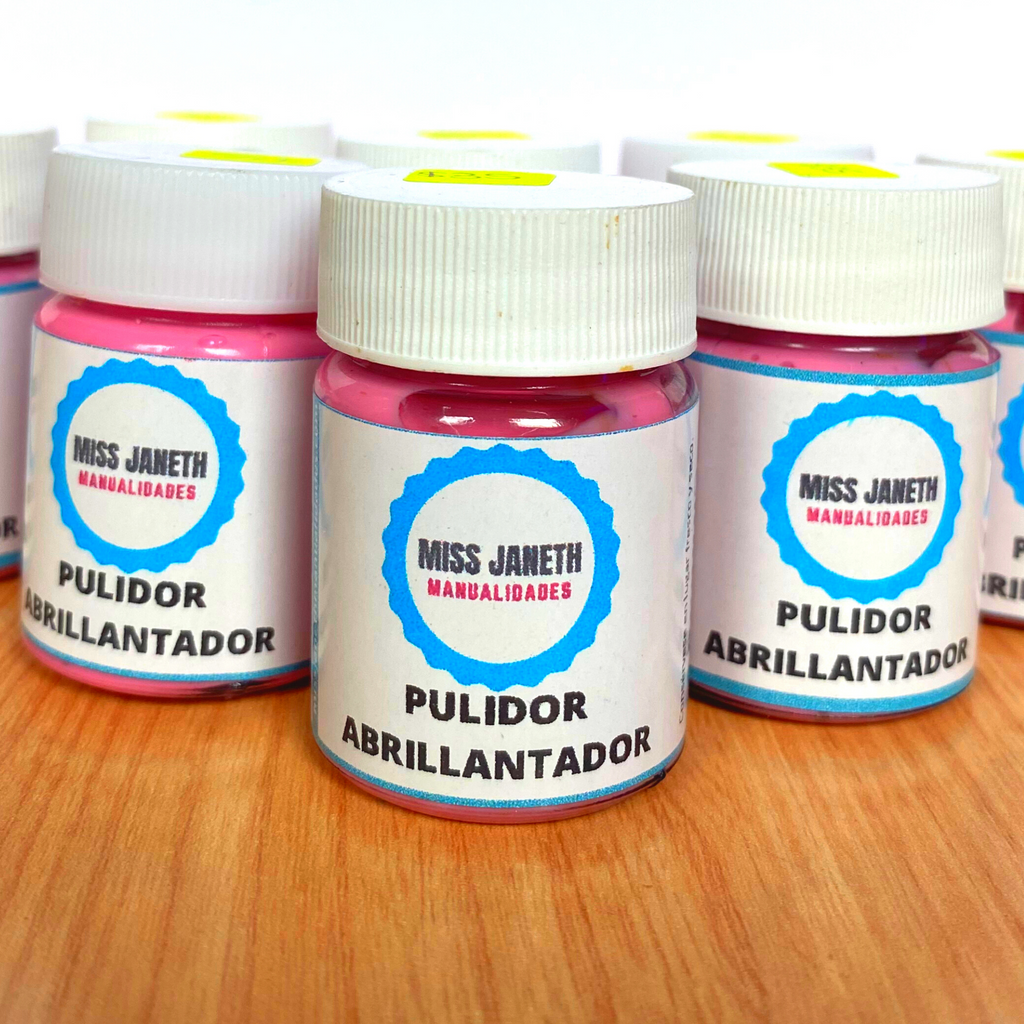 MISS JANETH
MANUALIDADES
PULIDOR
ABRILLANTADOR
MISS JANETH
MANUALIDADES
PULIDOR
ABRILLANTADOR
MISS JANETH
MANUALIDADES
PULIDOR
ABRILLANTADOR